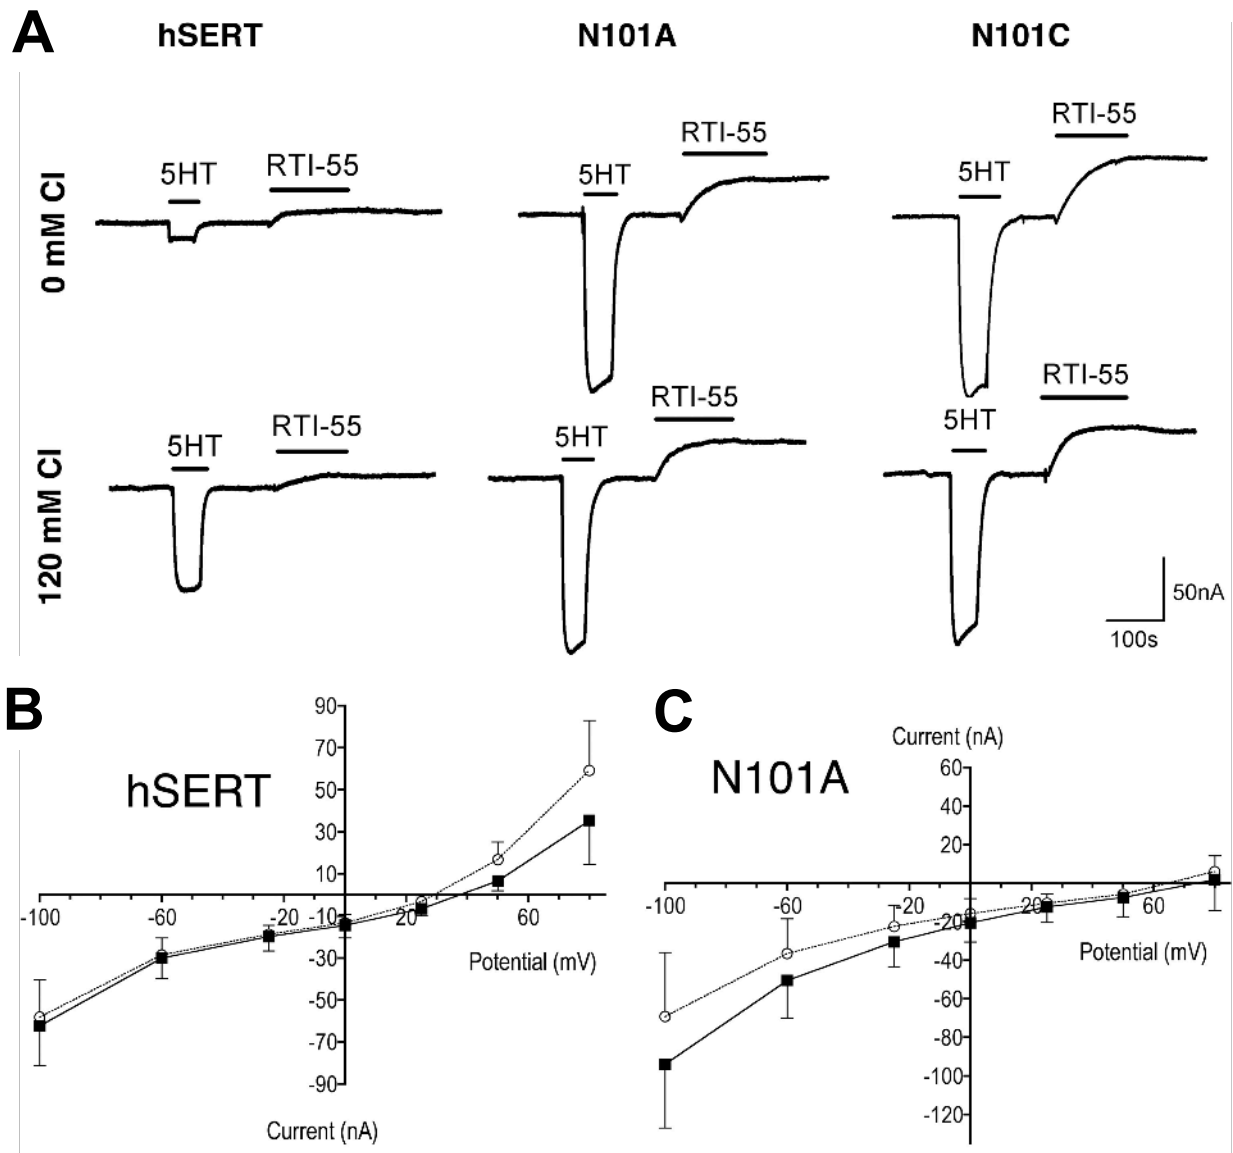 A
hSERT
N101A
N101C
0 mM Cl
5HT
RTI-55
5HT
RTI-55
5HT
RTI-55
120 mM Cl
5HT
RTI-55
5HT
RTI-55
5HT
RTI-55
50nA
100s
B
hSERT
90
70
50
30
10
-10
-30
-50
-70
-90
-100
-60
-20
20
60
Potential (mV)
Current (nA)
C
N101A
Current (nA)
60
40
20
-20
-40
-60
-80
-100
-120
-100
-60
-20
20
60
Potential (mV)